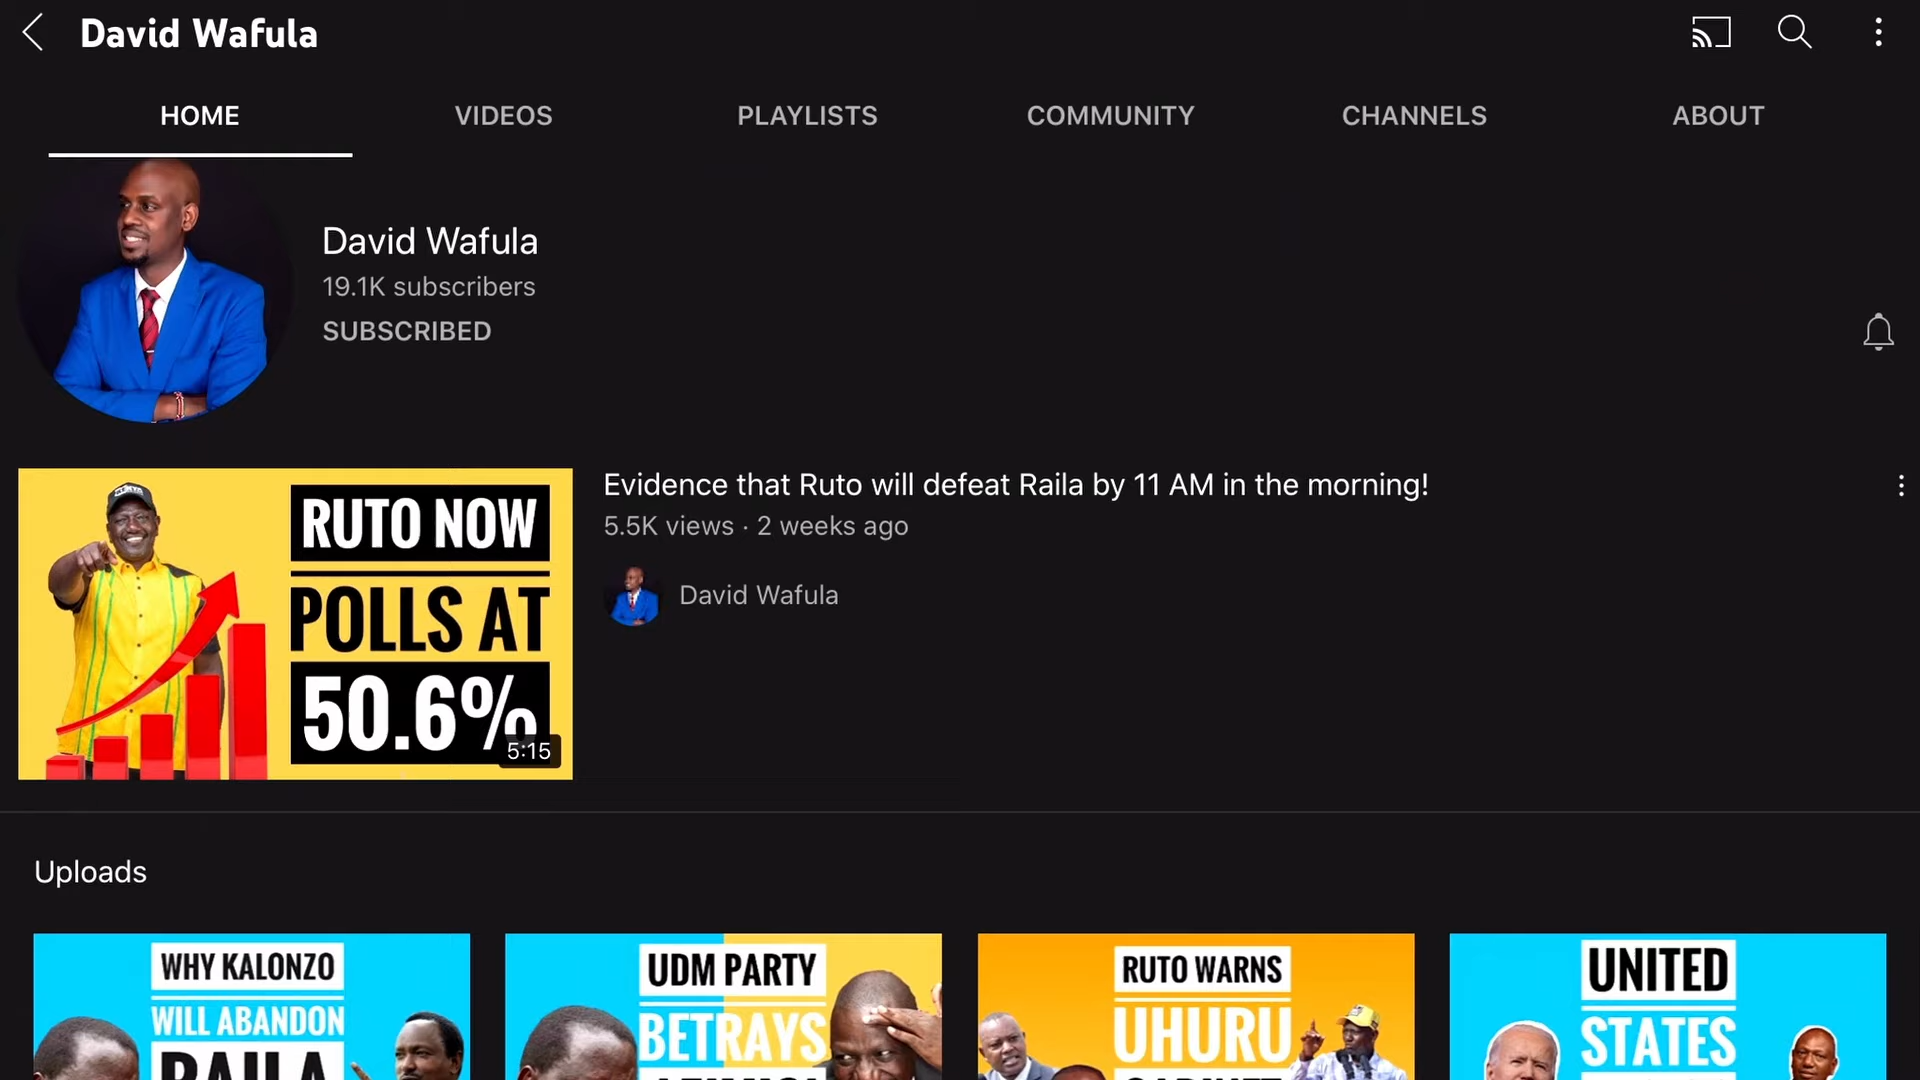 David Wafula
HOME VIDEOS PLAYLISTS COMMUNITY CHANNELS ABOUT
David Wafula
19.1K subscribers
SUBSCRIBED
RUTO NOW
POLLS AT
50.6%
5:15
Evidence that Ruto will defeat Raila by 11 AM in the morning!
5.5K views · 2 weeks ago
David Wafula
Uploads
WHY KALONZO
WILL ABANDON
RAILA
UDM PARTY
BETRAYS
RUTO WARNS
UHURU
UNITED
STATES